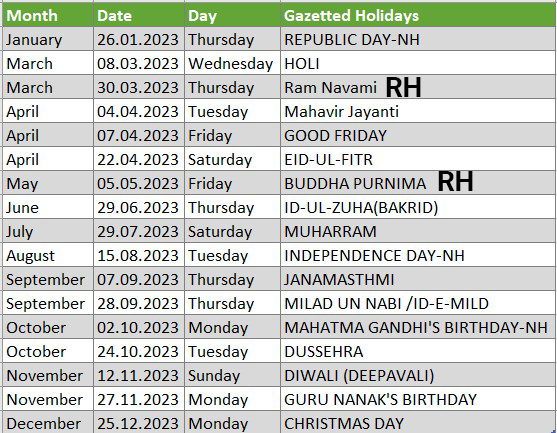 Month Date Day Gazetted Holidays
January 26.01.2023 Thursday REPUBLIC DAY-NH
March 08.03.2023 Wednesday HOLI
March 30.03.2023 Thursday Ram Navami RH
April 04.04.2023 Tuesday Mahavir Jayanti
April 07.04.2023 Friday GOOD FRIDAY
April 22.04.2023 Saturday EID-UL-FITR
May 05.05.2023 Friday BUDDHA PURNIMA RH
June 29.06.2023 Thursday ID-UL-ZUHA(BAKRID)
July 29.07.2023 Saturday MUHARRAM
August 15.08.2023 Tuesday INDEPENDENCE DAY-NH
September 07.09.2023 Thursday JANAMASTHMI
September 28.09.2023 Thursday MILAD UN NABI /ID-E-MILD
October 02.10.2023 Monday MAHATMA GANDHI'S BIRTHDAY-NH
October 24.10.2023 Tuesday DUSSEHRA
November 12.11.2023 Sunday DIWALI (DEEPAVALI)
November 27.11.2023 Monday GURU NANAK'S BIRTHDAY
December 25.12.2023 Monday CHRISTMAS DAY